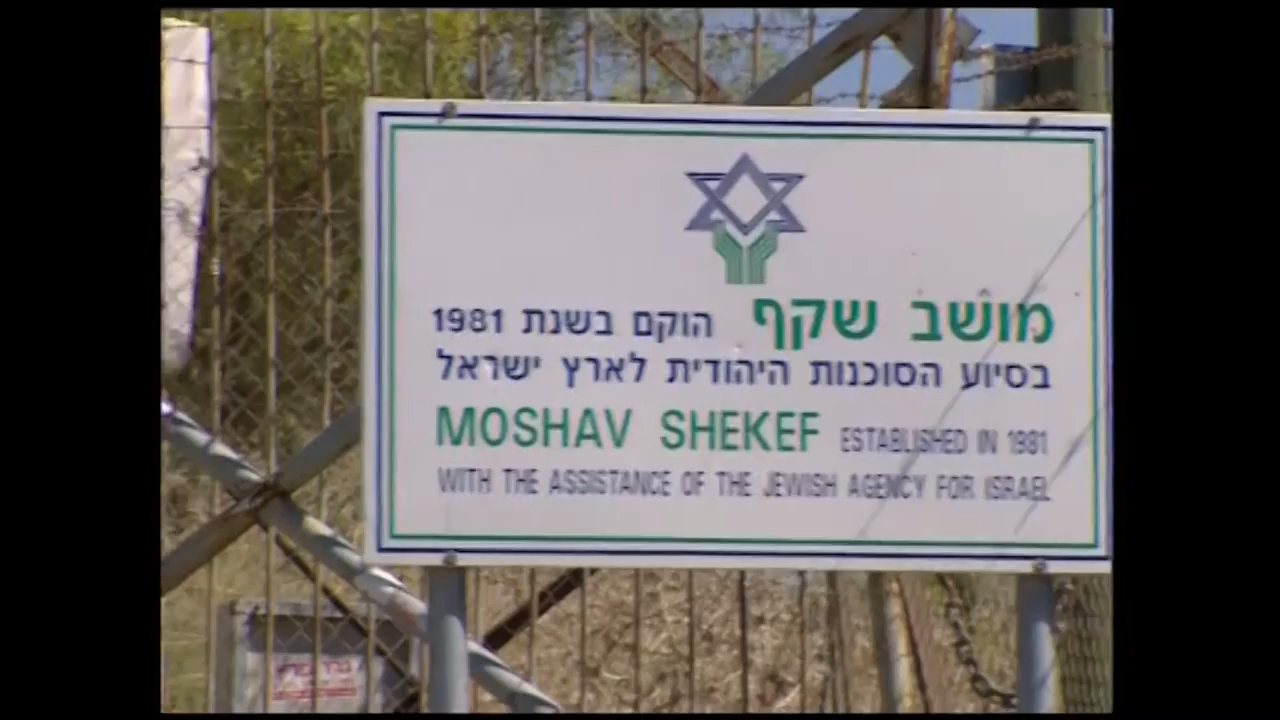 מושב שקף הוקם בשנת 1981
בסיוע הסוכנות היהודית לארץ ישראל
MOSHAV SHEKEF ESTABLISHED IN 1981
WITH THE ASSISTANCE OF THE JEWISH AGENCY FOR ISRAEL